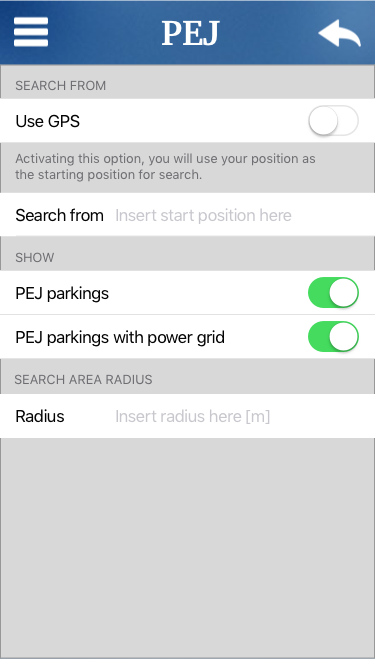 PEJ
SEARCH FROM
Use GPS
Activating this option, you will use your position as
the starting position for search.
Search from Insert start position here
SHOW
PEJ parkings
PEJ parkings with power grid
SEARCH AREA RADIUS
Radius Insert radius here [m]